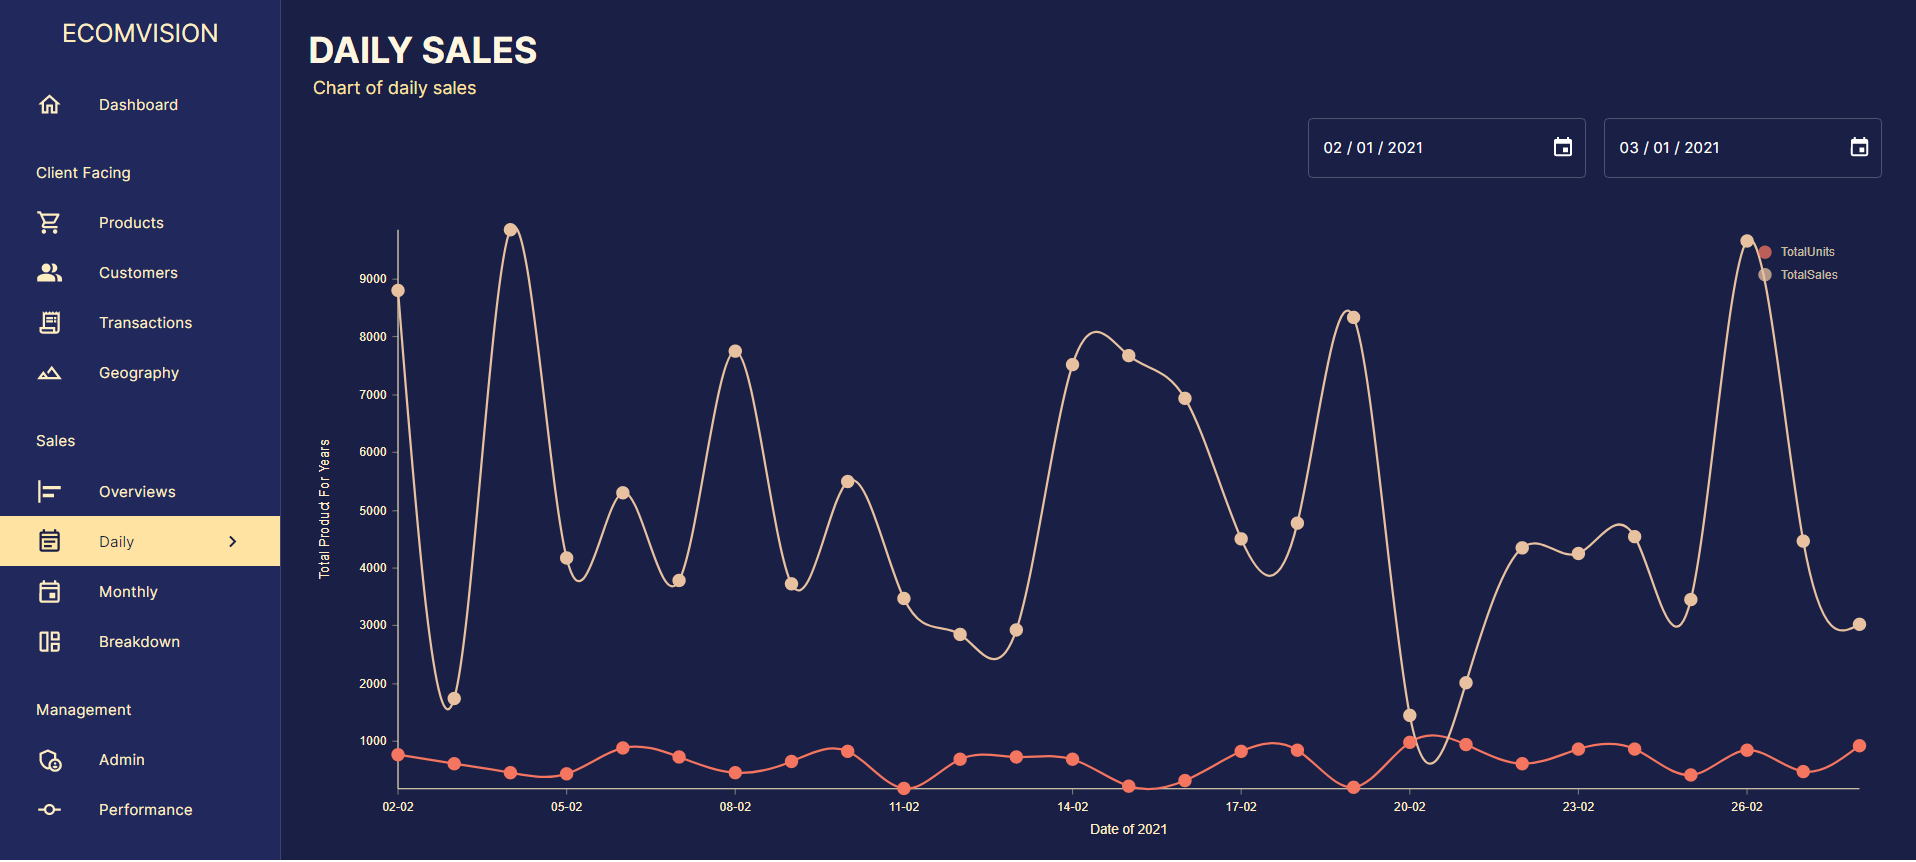 ECOMVISION
Dashboard
Client Facing
Products
Customers
Transactions
Geography
Sales
Overviews
Daily
Monthly
Breakdown
Management
Admin
Performance
DAILY SALES
Chart of daily sales
02 / 01 / 2021
03 / 01 / 2021
TotalUnits
TotalSales
9000
8000
7000
6000
5000
4000
3000
2000
1000
Total Product For Years
02-02
05-02
08-02
11-02
14-02
17-02
20-02
23-02
26-02
Date of 2021